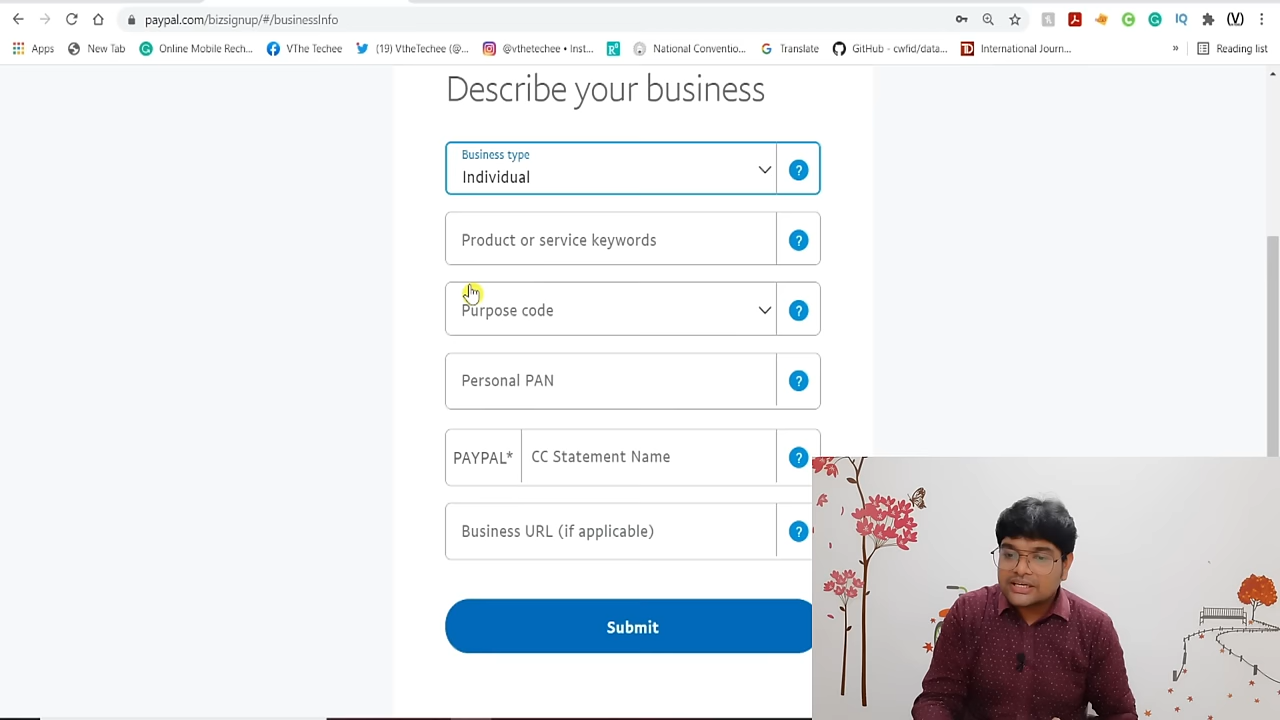 paypal.com/bizsignup/#/businessInfo
Apps New Tab Online Mobile Rech... VThe Techee (19) VtheTechee (@... @vthetechee • Inst... National Conventio... Translate GitHub - cwfid/data... International Journ... » Reading list
Describe your business
Business type
Individual
?
Product or service keywords
?
Purpose code
?
Personal PAN
?
PAYPAL*
CC Statement Name
?
Business URL (if applicable)
?
Submit